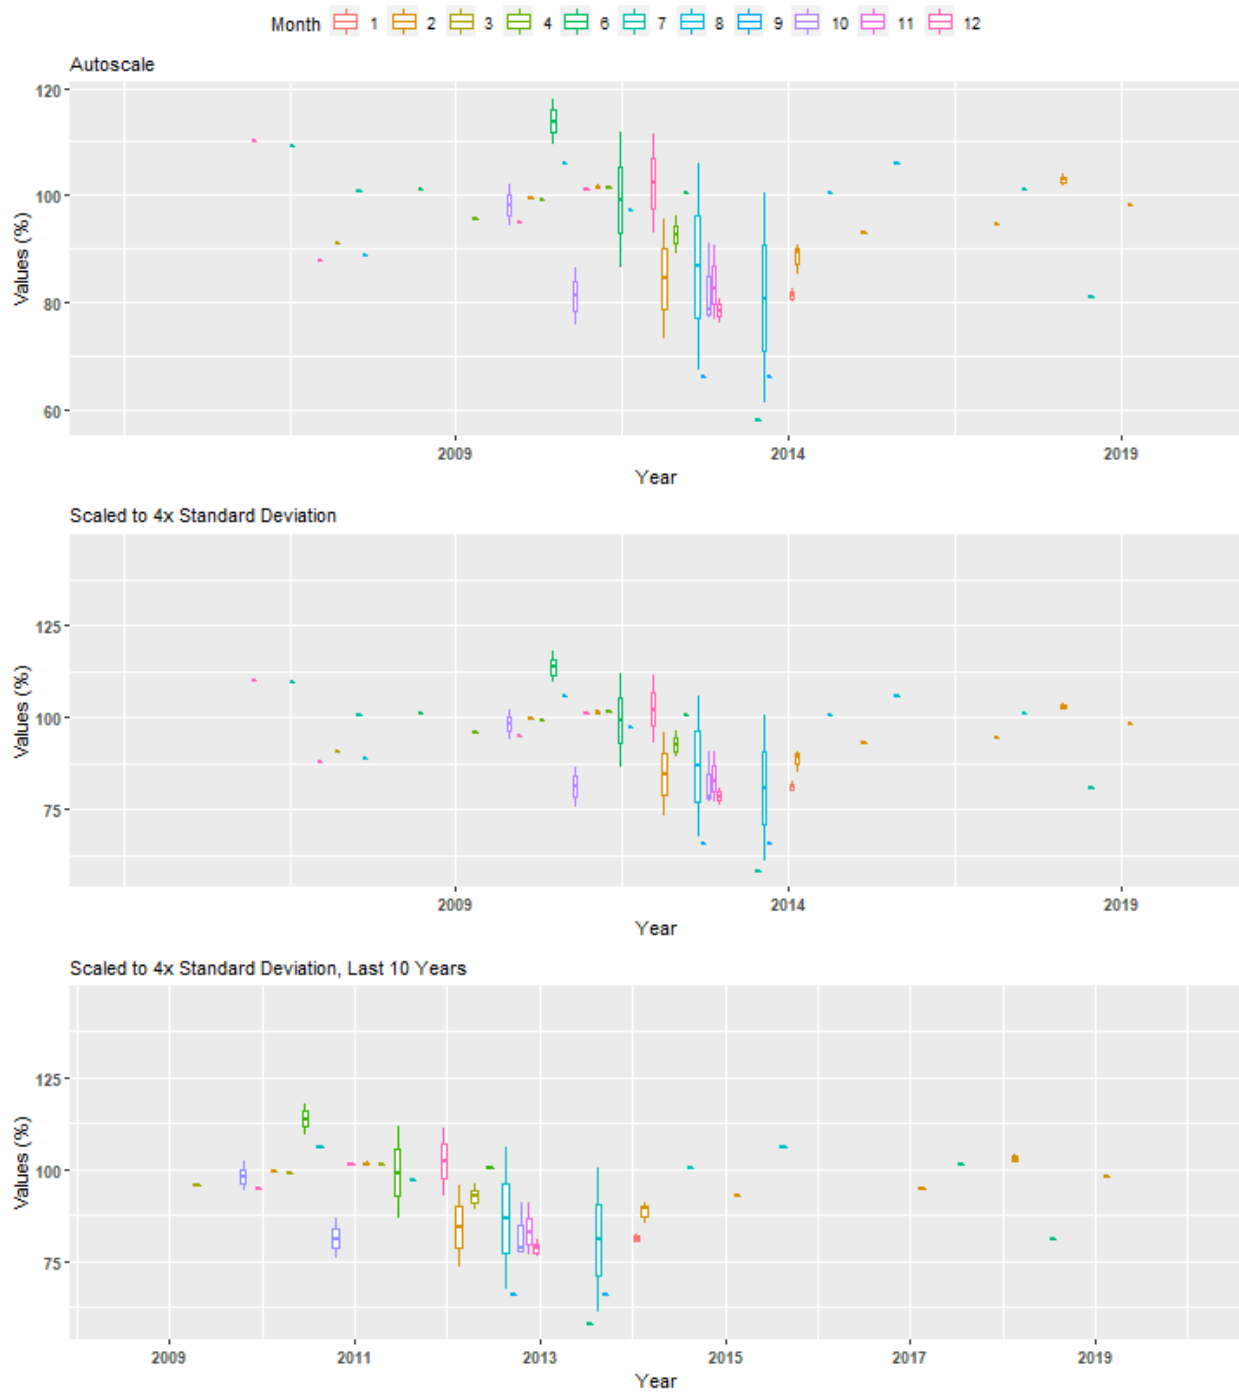 Month 1 2 3 4 6 7 8 9 10 11 12
Autoscale
120
100
80
60
Values (%)
2009 2014 2019
Year
Scaled to 4x Standard Deviation
125
100
75
Values (%)
2009 2014 2019
Year
Scaled to 4x Standard Deviation, Last 10 Years
125
100
75
Values (%)
2009 2011 2013 2015 2017 2019
Year